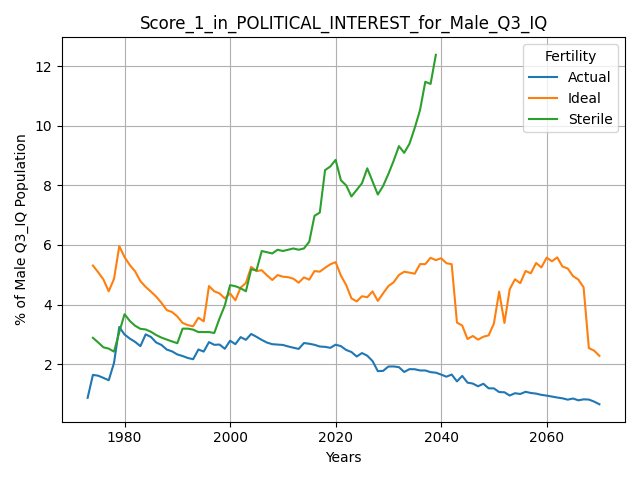 Score_1_in_POLITICAL_INTEREST_for_Male_Q3_IQ
% of Male Q3_IQ Population
12
10
8
6
4
2
Fertility
Actual
Ideal
Sterile
1980 2000 2020 2040 2060
Years